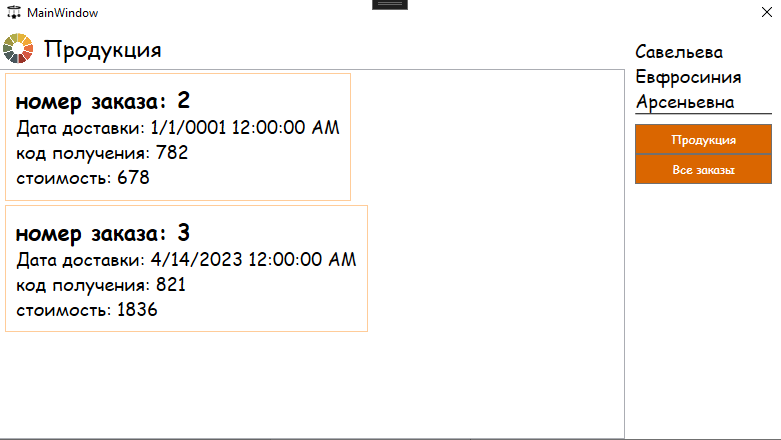 MainWindow
Продукция
номер заказа: 2
Дата доставки: 1/1/0001 12:00:00 AM
код получения: 782
стоимость: 678
номер заказа: 3
Дата доставки: 4/14/2023 12:00:00 AM
код получения: 821
стоимость: 1836
Савельева
Евфросиния
Арсеньевна
Продукция
Все заказы